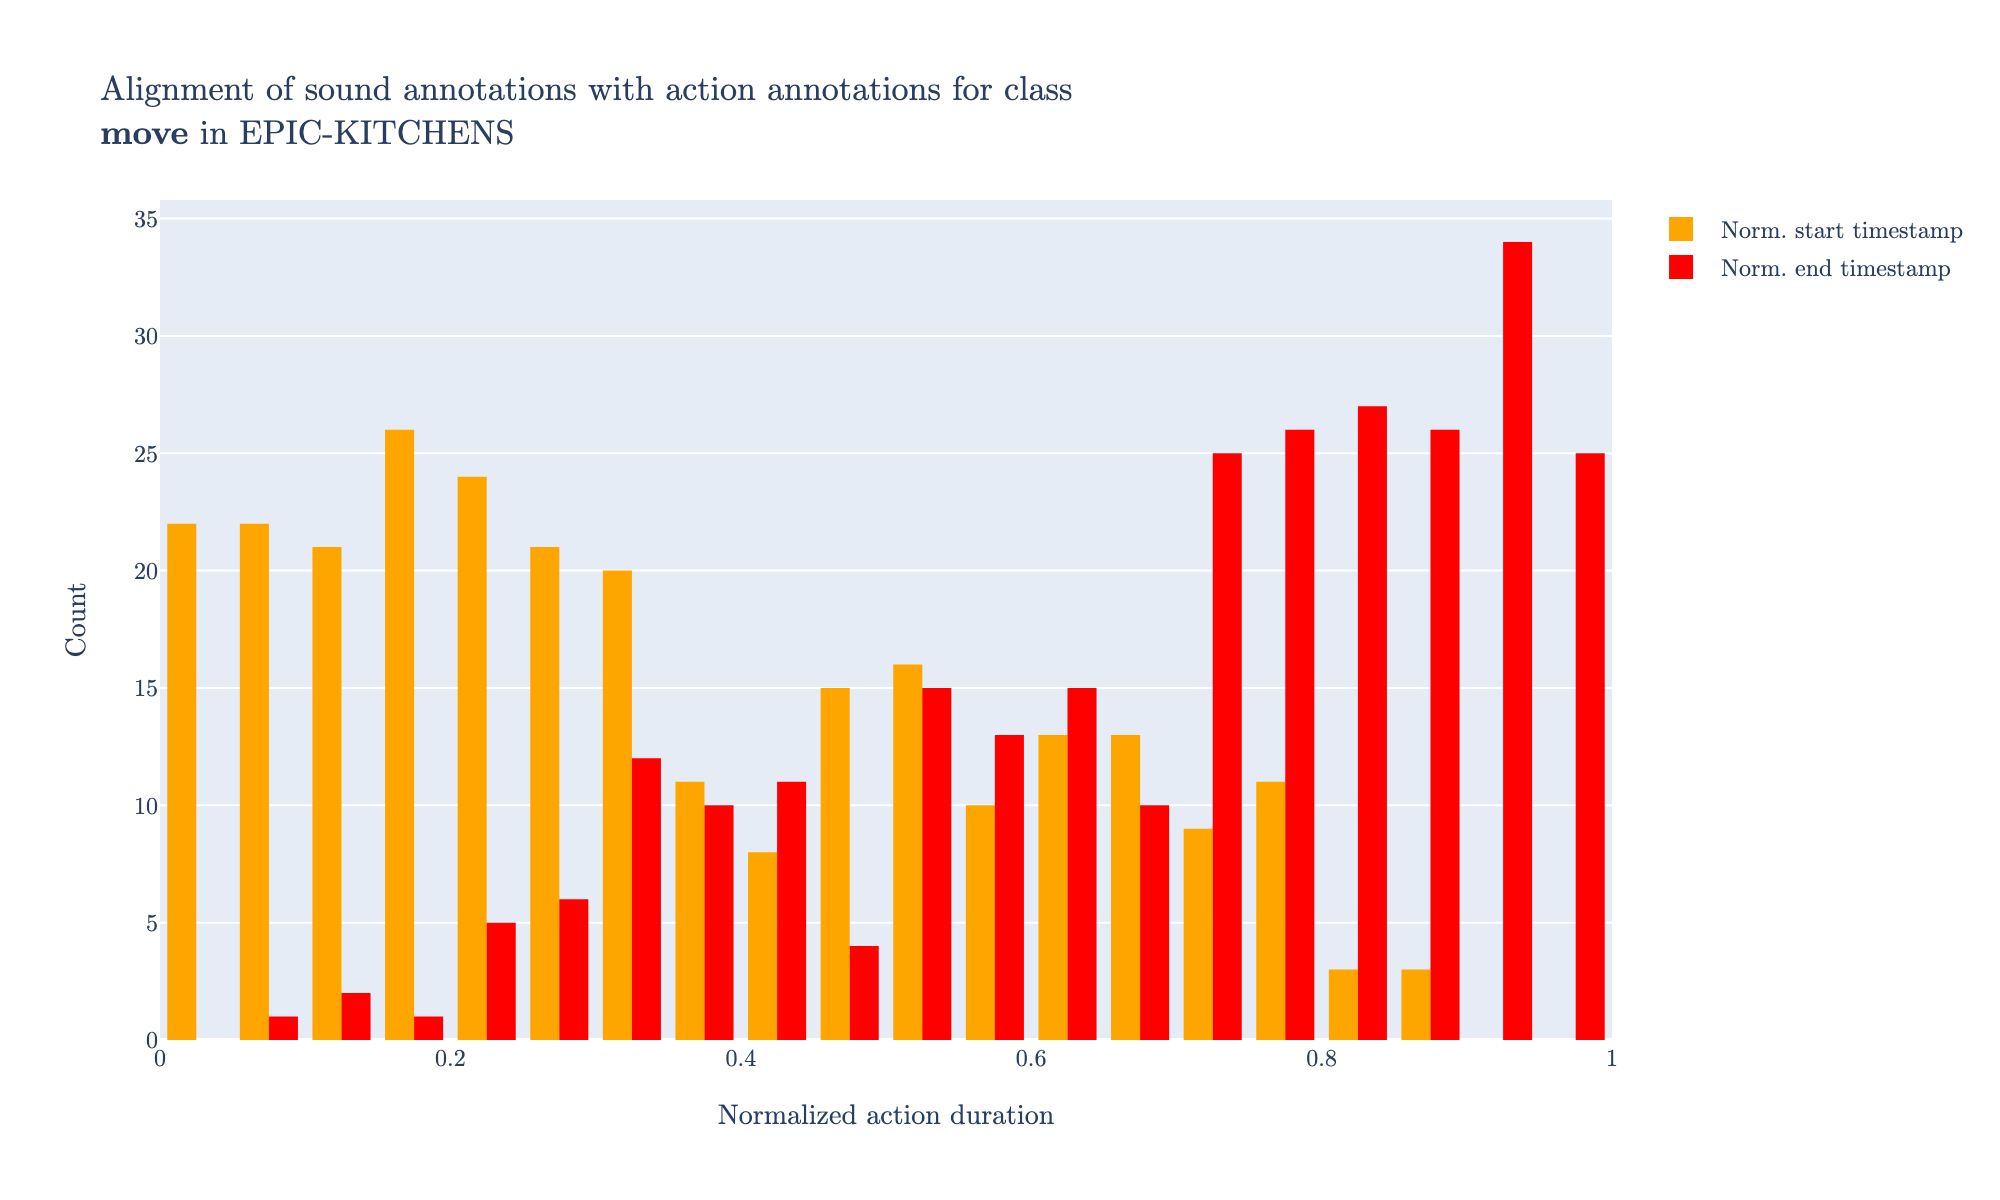 Alignment of sound annotations with action annotations for class
move in EPIC-KITCHENS
35
30
25
20
15
10
5
0
Count
0 0.2 0.4 0.6 0.8 1
Normalized action duration
Norm. start timestamp
Norm. end timestamp